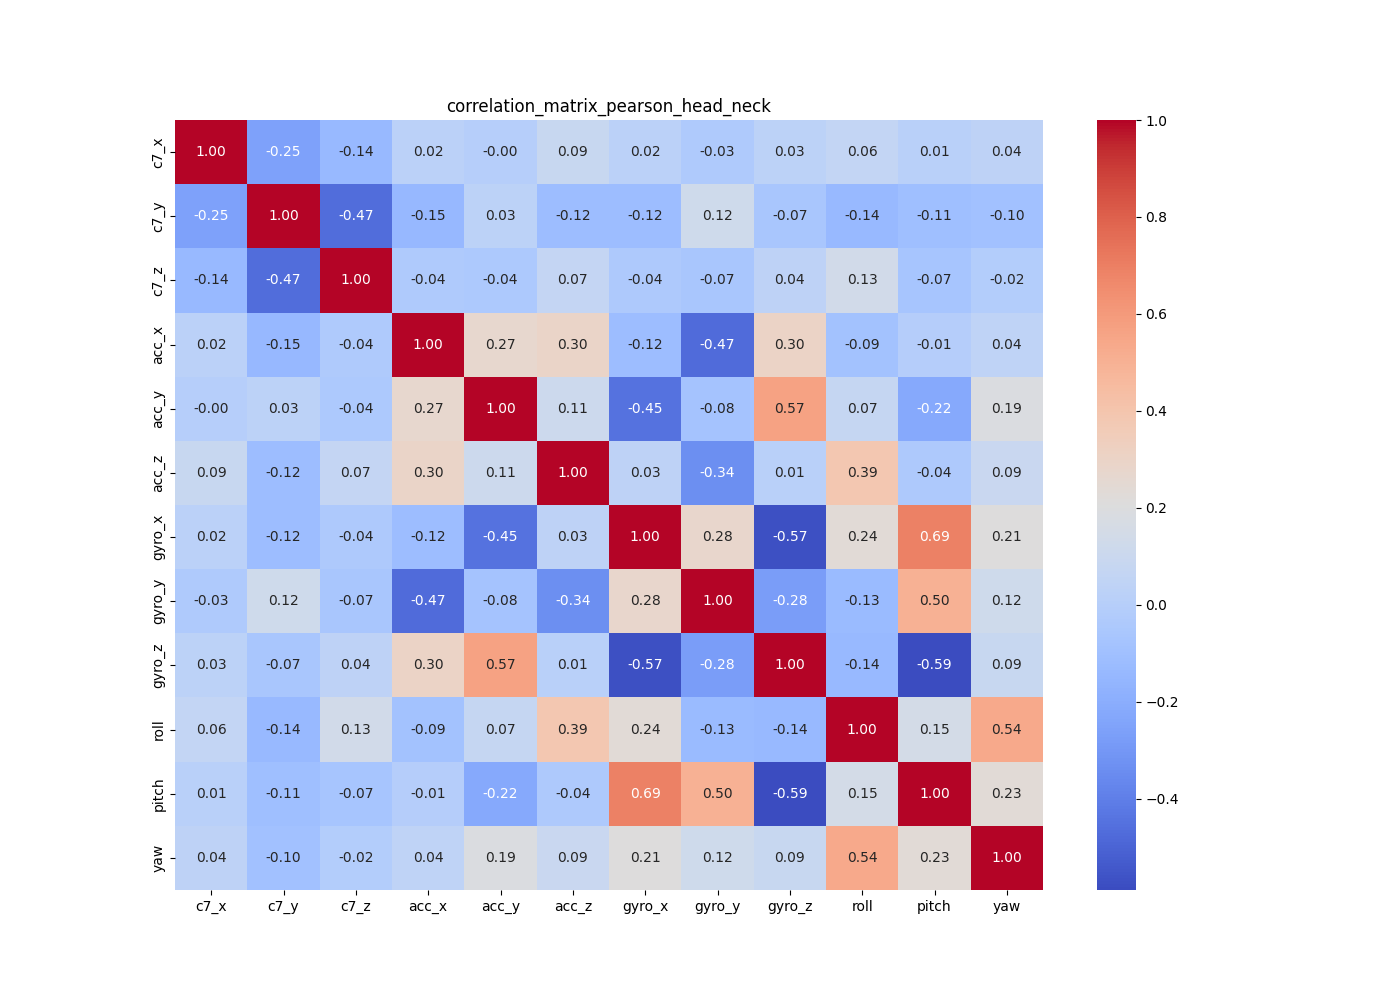 correlation_matrix_pearson_head_neck
c7_x 1.00 -0.25 -0.14 0.02 -0.00 0.09 0.02 -0.03 0.03 0.06 0.01 0.04
c7_y -0.25 1.00 -0.47 -0.15 0.03 -0.12 -0.12 0.12 -0.07 -0.14 -0.11 -0.10
c7_z -0.14 -0.47 1.00 -0.04 -0.04 0.07 -0.04 -0.07 0.04 0.13 -0.07 -0.02
acc_x 0.02 -0.15 -0.04 1.00 0.27 0.30 -0.12 -0.47 0.30 -0.09 -0.01 0.04
acc_y -0.00 0.03 -0.04 0.27 1.00 0.11 -0.45 -0.08 0.57 0.07 -0.22 0.19
acc_z 0.09 -0.12 0.07 0.30 0.11 1.00 0.03 -0.34 0.01 0.39 -0.04 0.09
gyro_x 0.02 -0.12 -0.04 -0.12 -0.45 0.03 1.00 0.28 -0.57 0.24 0.69 0.21
gyro_y -0.03 0.12 -0.07 -0.47 -0.08 -0.34 0.28 1.00 -0.28 -0.13 0.50 0.12
gyro_z 0.03 -0.07 0.04 0.30 0.57 0.01 -0.57 -0.28 1.00 -0.14 -0.59 0.09
roll 0.06 -0.14 0.13 -0.09 0.07 0.39 0.24 -0.13 -0.14 1.00 0.15 0.54
pitch 0.01 -0.11 -0.07 -0.01 -0.22 -0.04 0.69 0.50 -0.59 0.15 1.00 0.23
yaw 0.04 -0.10 -0.02 0.04 0.19 0.09 0.21 0.12 0.09 0.54 0.23 1.00
c7_x c7_y c7_z acc_x acc_y acc_z gyro_x gyro_y gyro_z roll pitch yaw
1.0
0.8
0.6
0.4
0.2
0.0
−0.2
−0.4